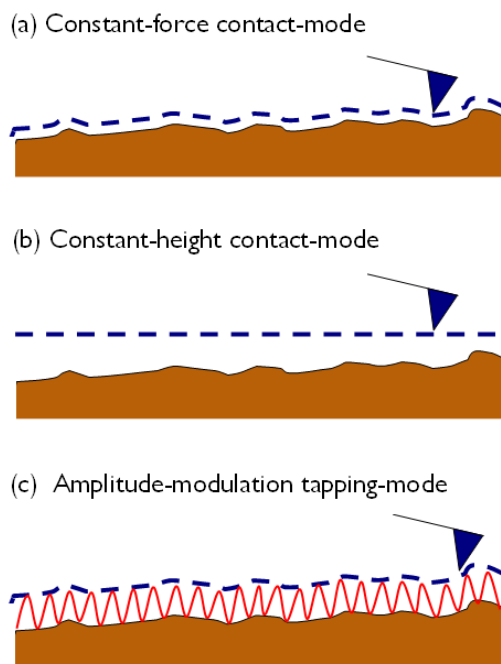 (a) Constant-force contact-mode
(b) Constant-height contact-mode
(c) Amplitude-modulation tapping-mode